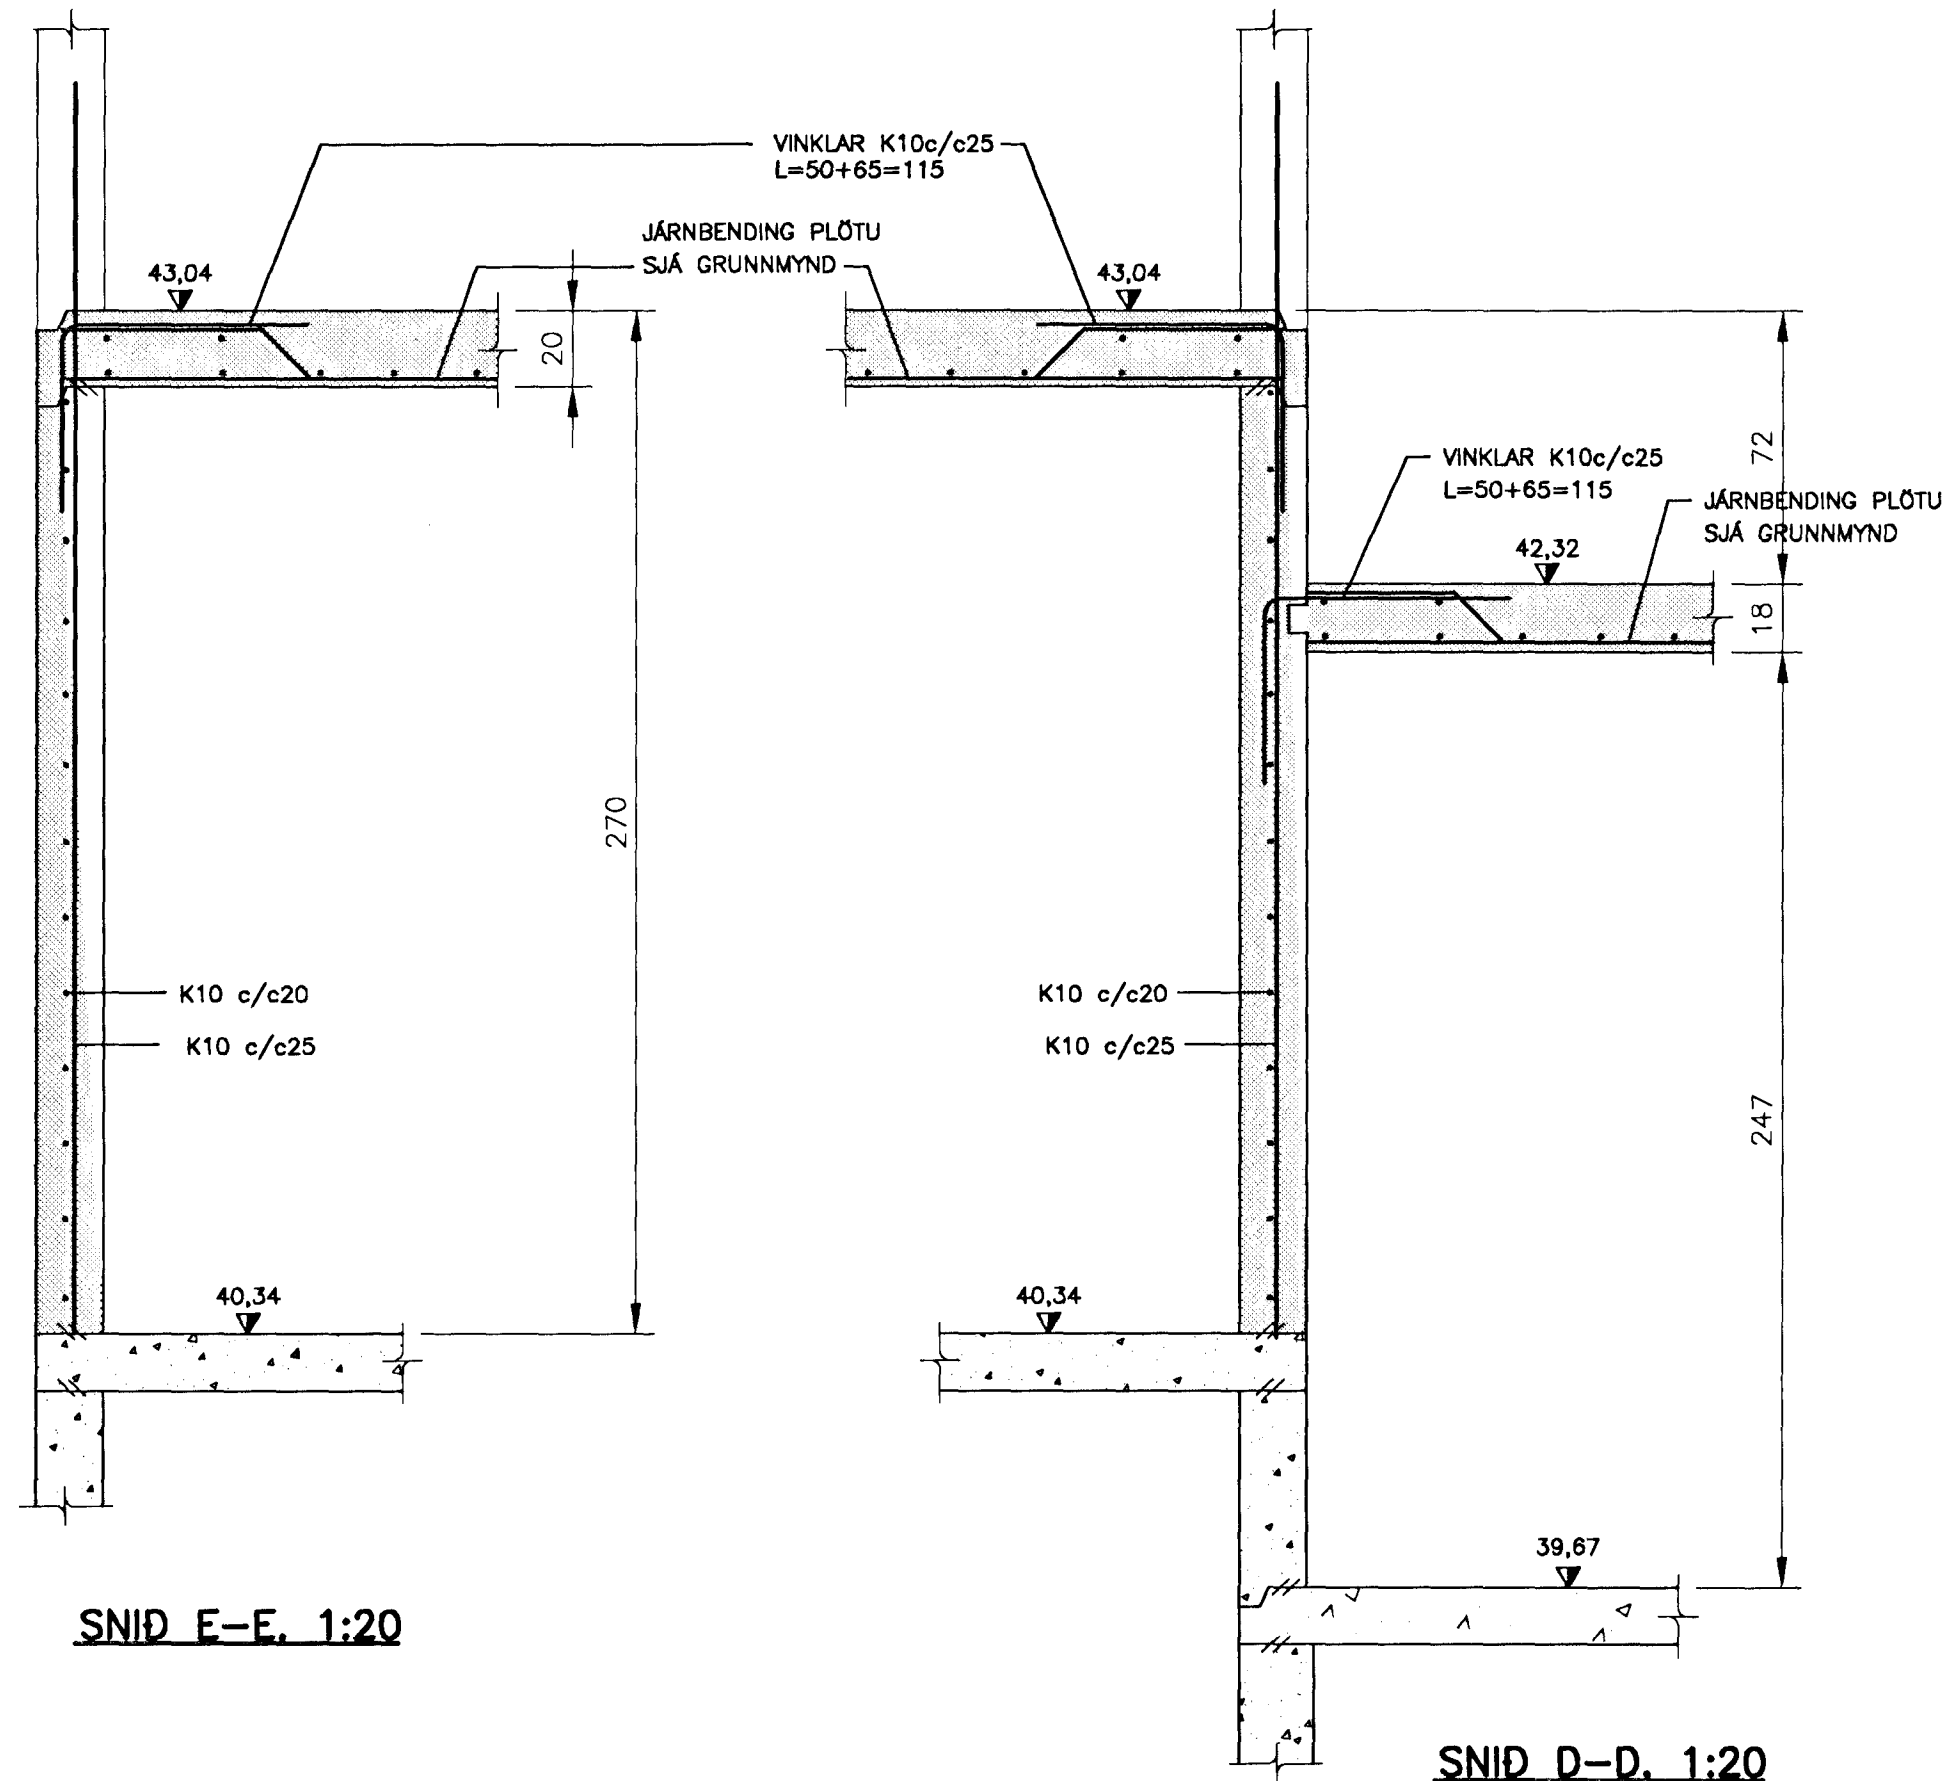 VINKLAR K10c/c25
L=50+65=115
JÁRNBENDING PLÖTU
SJÁ GRUNNMYND
43,04
43,04
20
72
VINKLAR K10c/c25
L=50+65=115
JÁRNBENDING PLÖTU
SJÁ GRUNNMYND
42,32
18
270
K10 c/c20
K10 c/c25
K10 c/c20
K10 c/c25
247
40,34
40,34
39,67
SNIÐ E-E. 1:20
SNIÐ D-D. 1:20